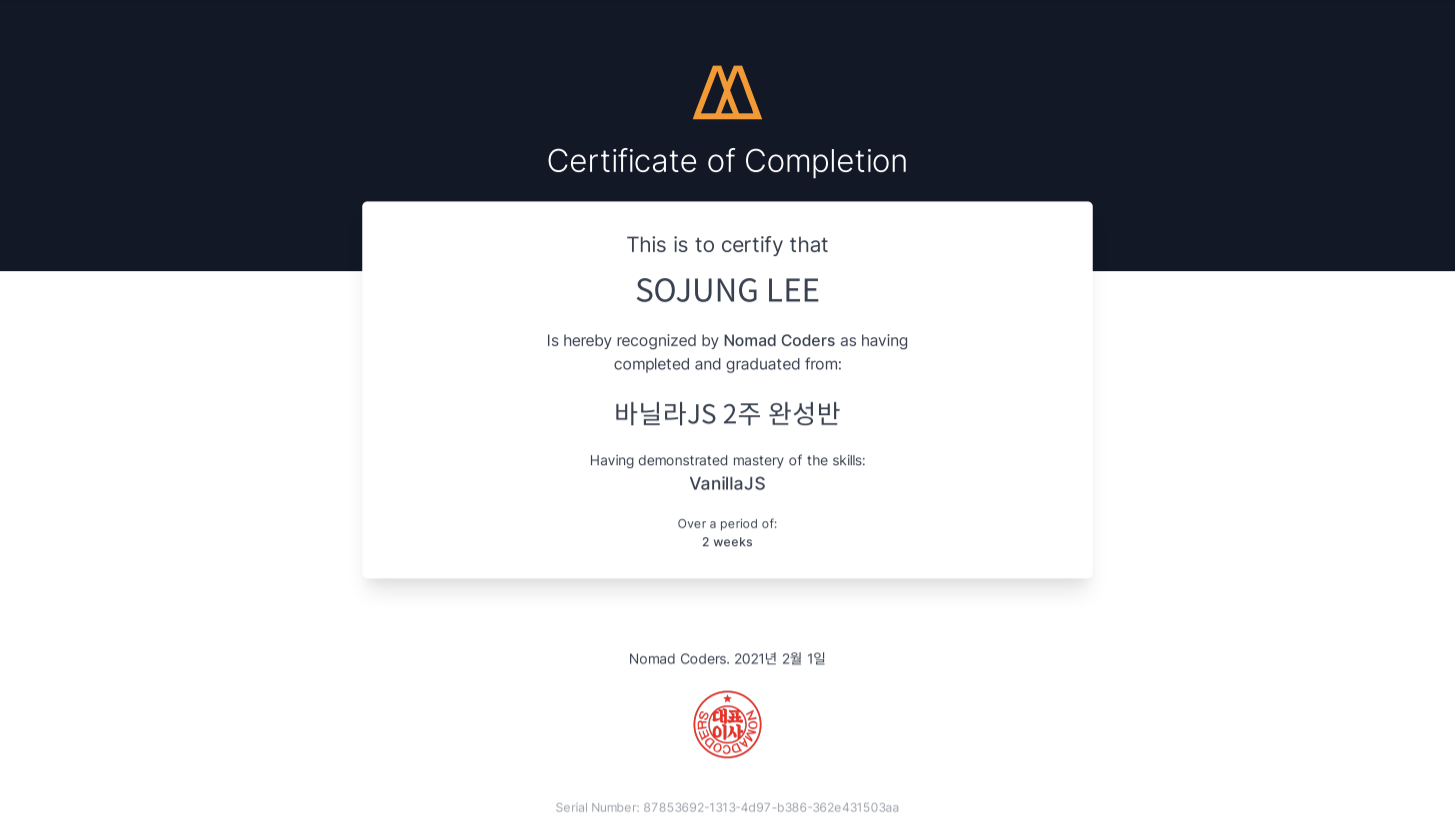 Certificate of Completion
This is to certify that
SOJUNG LEE
Is hereby recognized by Nomad Coders as having
completed and graduated from:
바닐라JS 2주 완성반
Having demonstrated mastery of the skills:
VanillaJS
Over a period of:
2 weeks
Nomad Coders. 2021년 2월 1일
대표
이사
NOMADCODERS
Serial Number: 87853692-1313-4d97-b386-362e431503aa